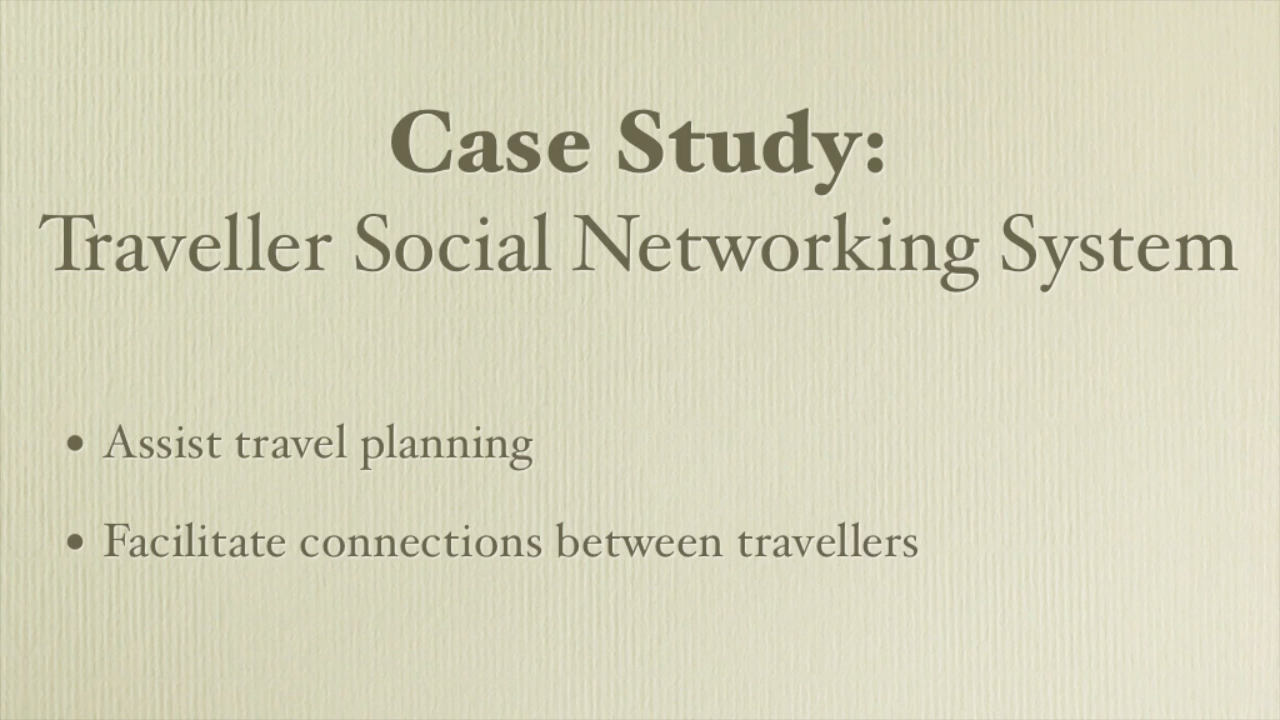 Case Study:
Traveller Social Networking System
• Assist travel planning
• Facilitate connections between travellers